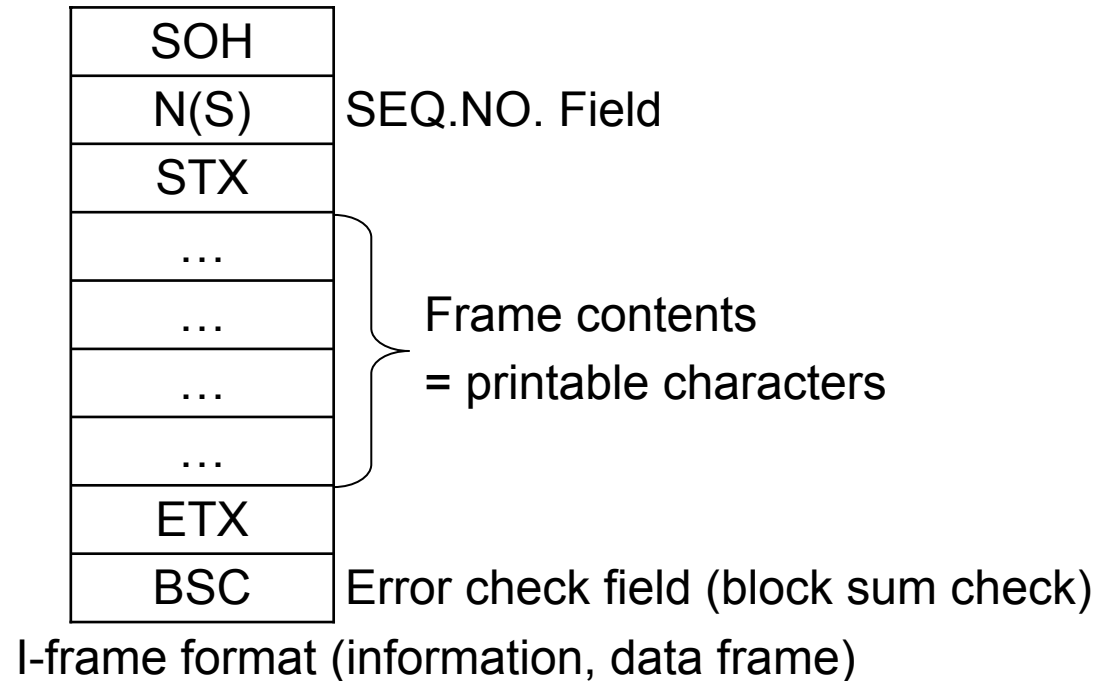 SOH
N(S) SEQ.NO. Field
STX
…
… Frame contents
… = printable characters
…
ETX
BSC Error check field (block sum check)
I-frame format (information, data frame)